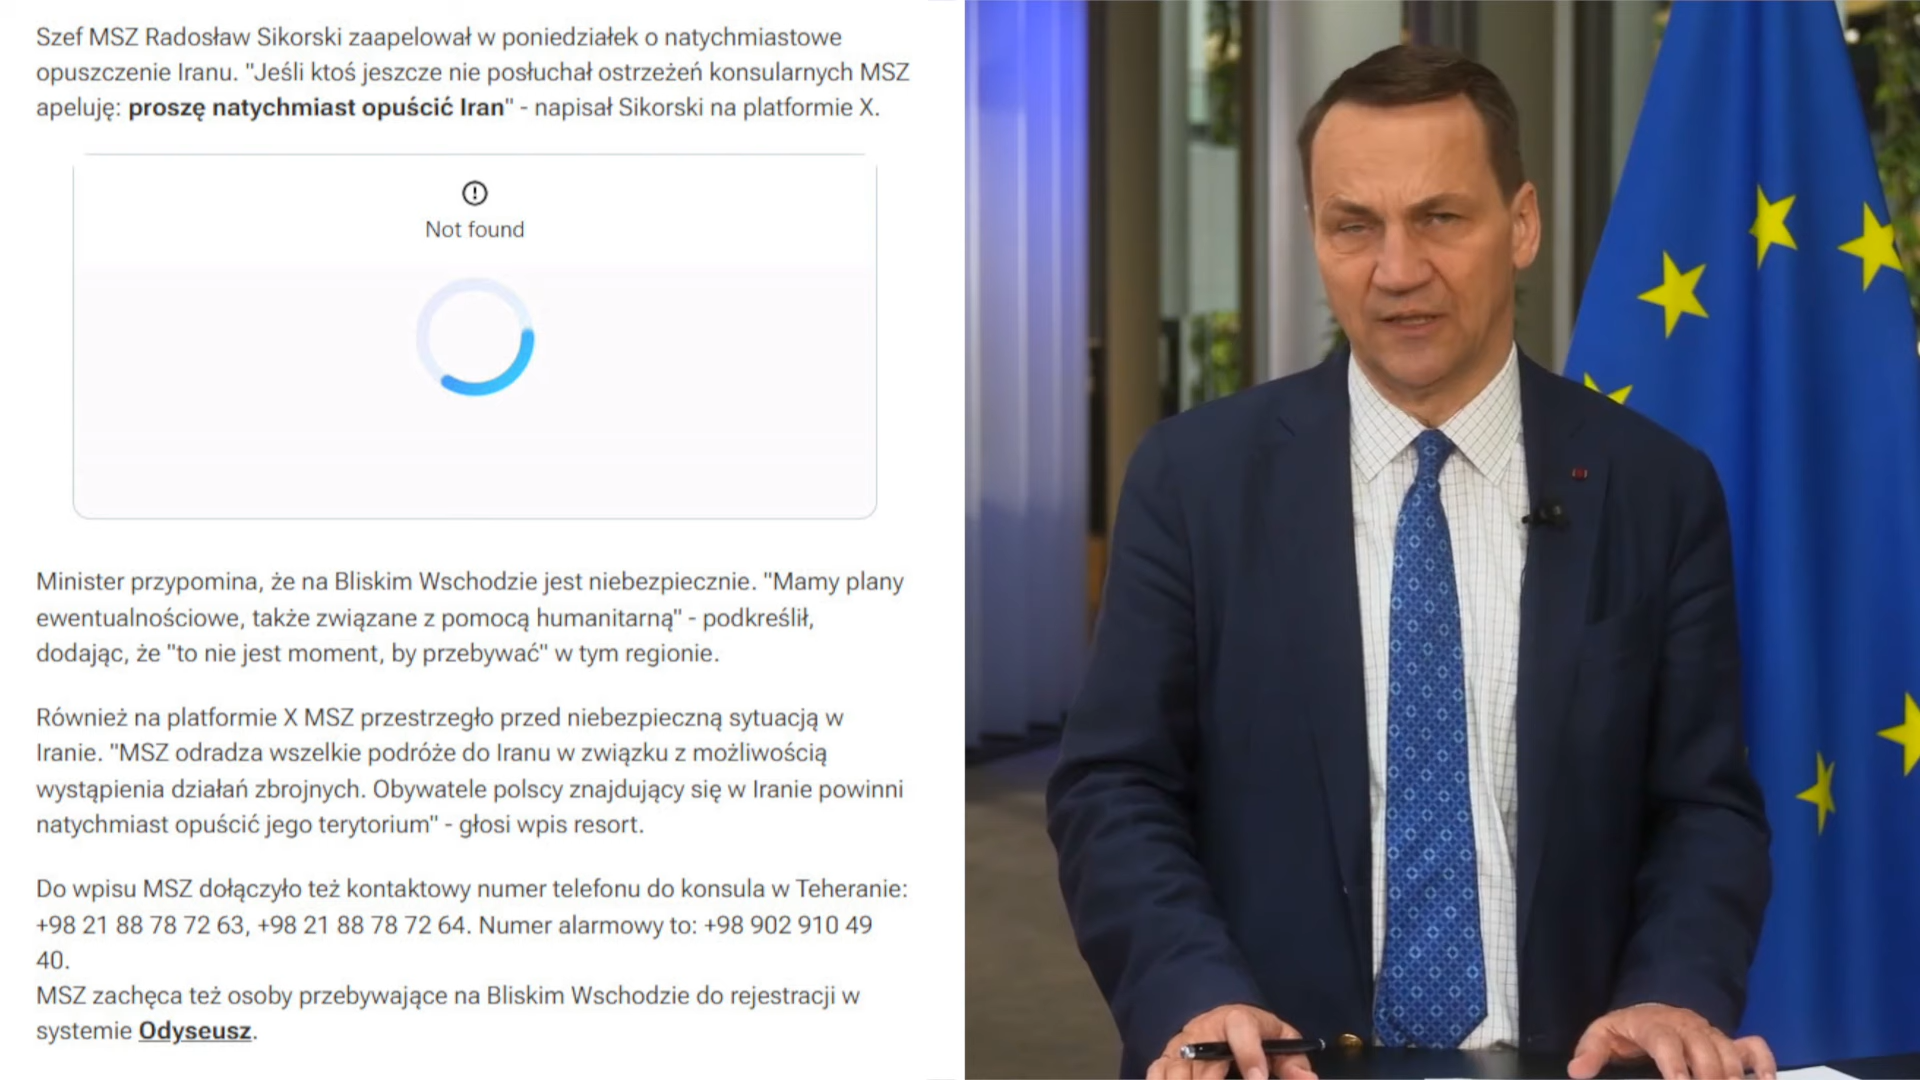 Szef MSZ Radosław Sikorski zaapelował w poniedziałek o natychmiastowe
opuszczenie Iranu. "Jeśli ktoś jeszcze nie posłuchał ostrzeżeń konsularnych MSZ
apeluję: proszę natychmiast opuścić Iran" - napisał Sikorski na platformie X.
Not found
Minister przypomina, że na Bliskim Wschodzie jest niebezpiecznie. "Mamy plany
ewentualnościowe, także związane z pomocą humanitarną" - podkreślił,
dodając, że "to nie jest moment, by przebywać" w tym regionie.
Również na platformie X MSZ przestrzegło przed niebezpieczną sytuacją w
Iranie. "MSZ odradza wszelkie podróże do Iranu w związku z możliwością
wystąpienia działań zbrojnych. Obywatele polscy znajdujący się w Iranie powinni
natychmiast opuścić jego terytorium" - głosi wpis resort.
Do wpisu MSZ dołączyło też kontaktowy numer telefonu do konsula w Teheranie:
+98 21 88 78 72 63, +98 21 88 78 72 64. Numer alarmowy to: +98 902 910 49
40.
MSZ zachęca też osoby przebywające na Bliskim Wschodzie do rejestracji w
systemie Odyseusz.